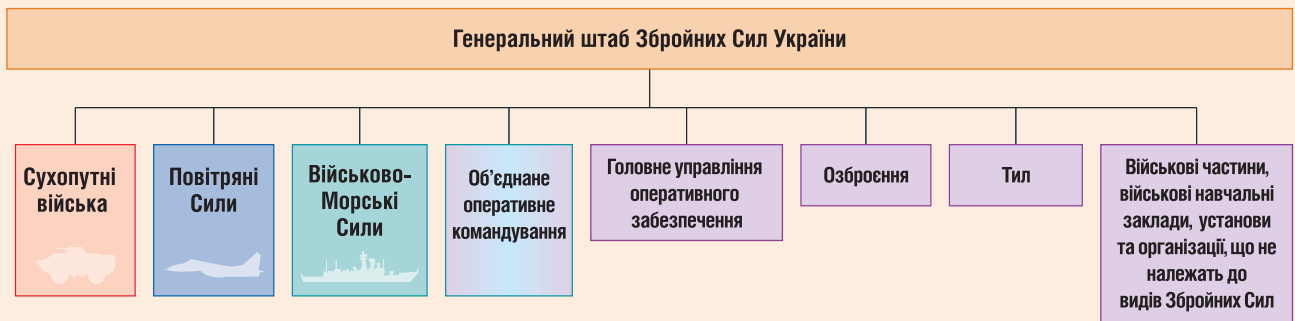 Генеральний штаб Збройних Сил України
Сухопутні
війська
Повітряні
Сили
Військово-
Морські
Сили
Об’єднане
оперативне
командування
Головне управління
оперативного
забезпечення
Озброєння
Тил
Військові частини,
військові навчальні
заклади, установи
та організації, що не
належать до
видів Збройних Сил